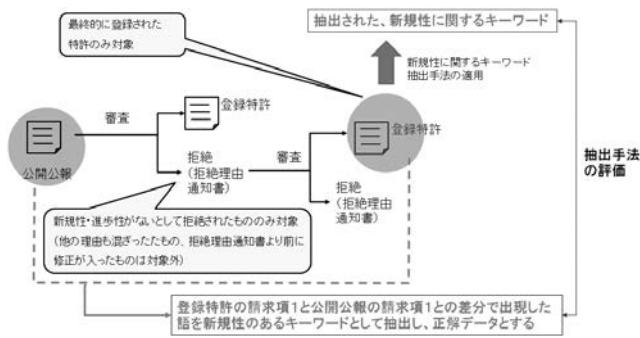 最終的に登録された
特許のみ対象
抽出された、新規性に関するキーワード
新規性に関するキーワード
抽出手法の適用
審査
登録特許
公開公報
拒絶
(拒絶理由
通知書)
審査
登録特許
拒絶
(拒絶理由
通知書)
抽出手法
の評価
新規性・進歩性がないとして拒絶されたもののみ対象
(他の理由も混ざったたもの、拒絶理由通知書より前に
修正が入ったものは対象外)
登録特許の請求項1と公開公報の請求項1との差分で出現した
語を新規性のあるキーワードとして抽出し、正解データとする